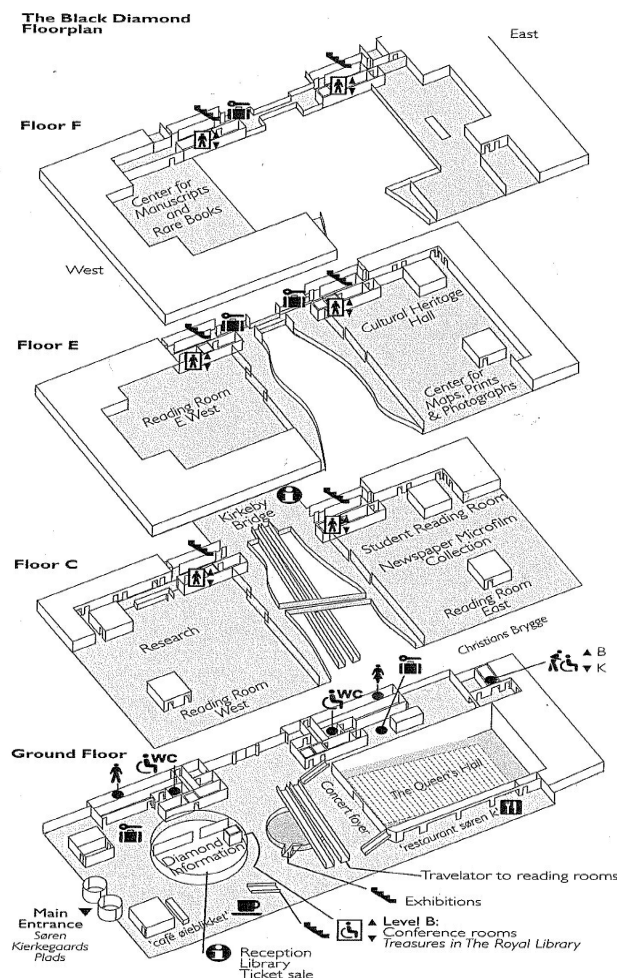 The Black Diamond
Floorplan
East
Floor F
Center for
Manuscripts
and
Rare Books
West
Floor E
Cultural Heritage
Hall
Reading Room
E West
Center for
Maps, Prints
& Photographs
Kirkeby
Bridge
Floor C
Student Reading Room
Newspaper Microfilm
Collection
Research
Reading Room
East
Reading Room
West
Christians Brygge
B
K
WC
WC
Ground Floor
The Queen's Hall
Concert foyer
'restaurant søren K'
Diamond
Information
Travelator to reading rooms
Exhibitions
Main
Entrance
Søren
Kierkegaards
Plads
'café øieblikket'
Level B:
Conference rooms
Treasures in The Royal Library
Reception
Library
Ticket sale